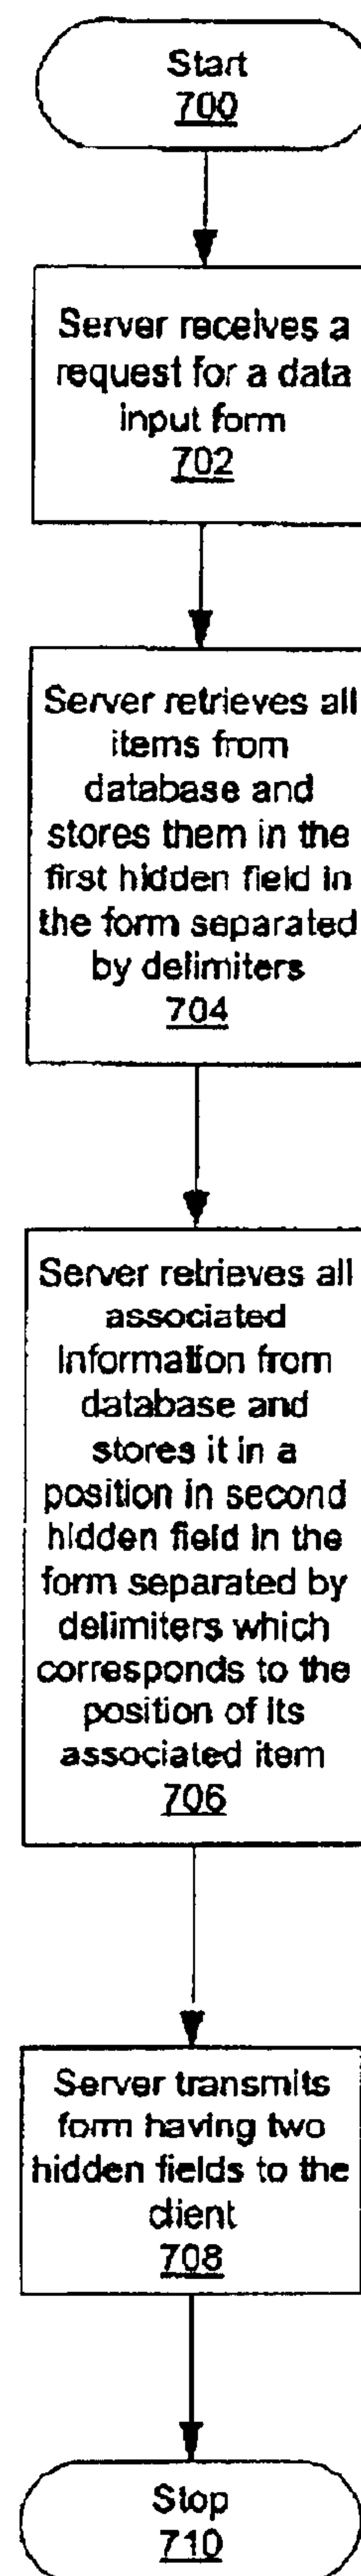 Start
700
Server receives a
request for a data
input form
702
Server retrieves all
items from
database and
stores them in the
first hidden field in
the form separated
by delimiters
704
Server retrieves all
associated
Information from
database and
stores it in a
position in second
hidden field in the
form separated by
delimiters which
corresponds to the
position of its
associated item
706
Server transmits
form having two
hidden fields to the
client
708
Stop
710